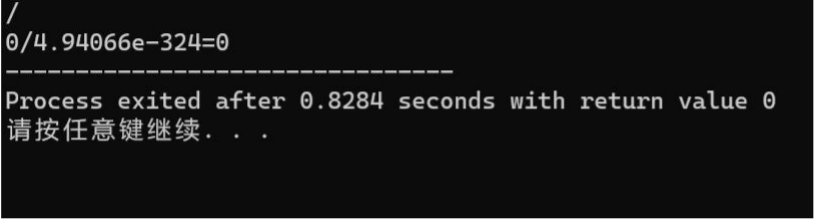 /
0/4.94066e-324=0
--------------------------------
Process exited after 0.8284 seconds with return value 0
请按任意键继续. . .